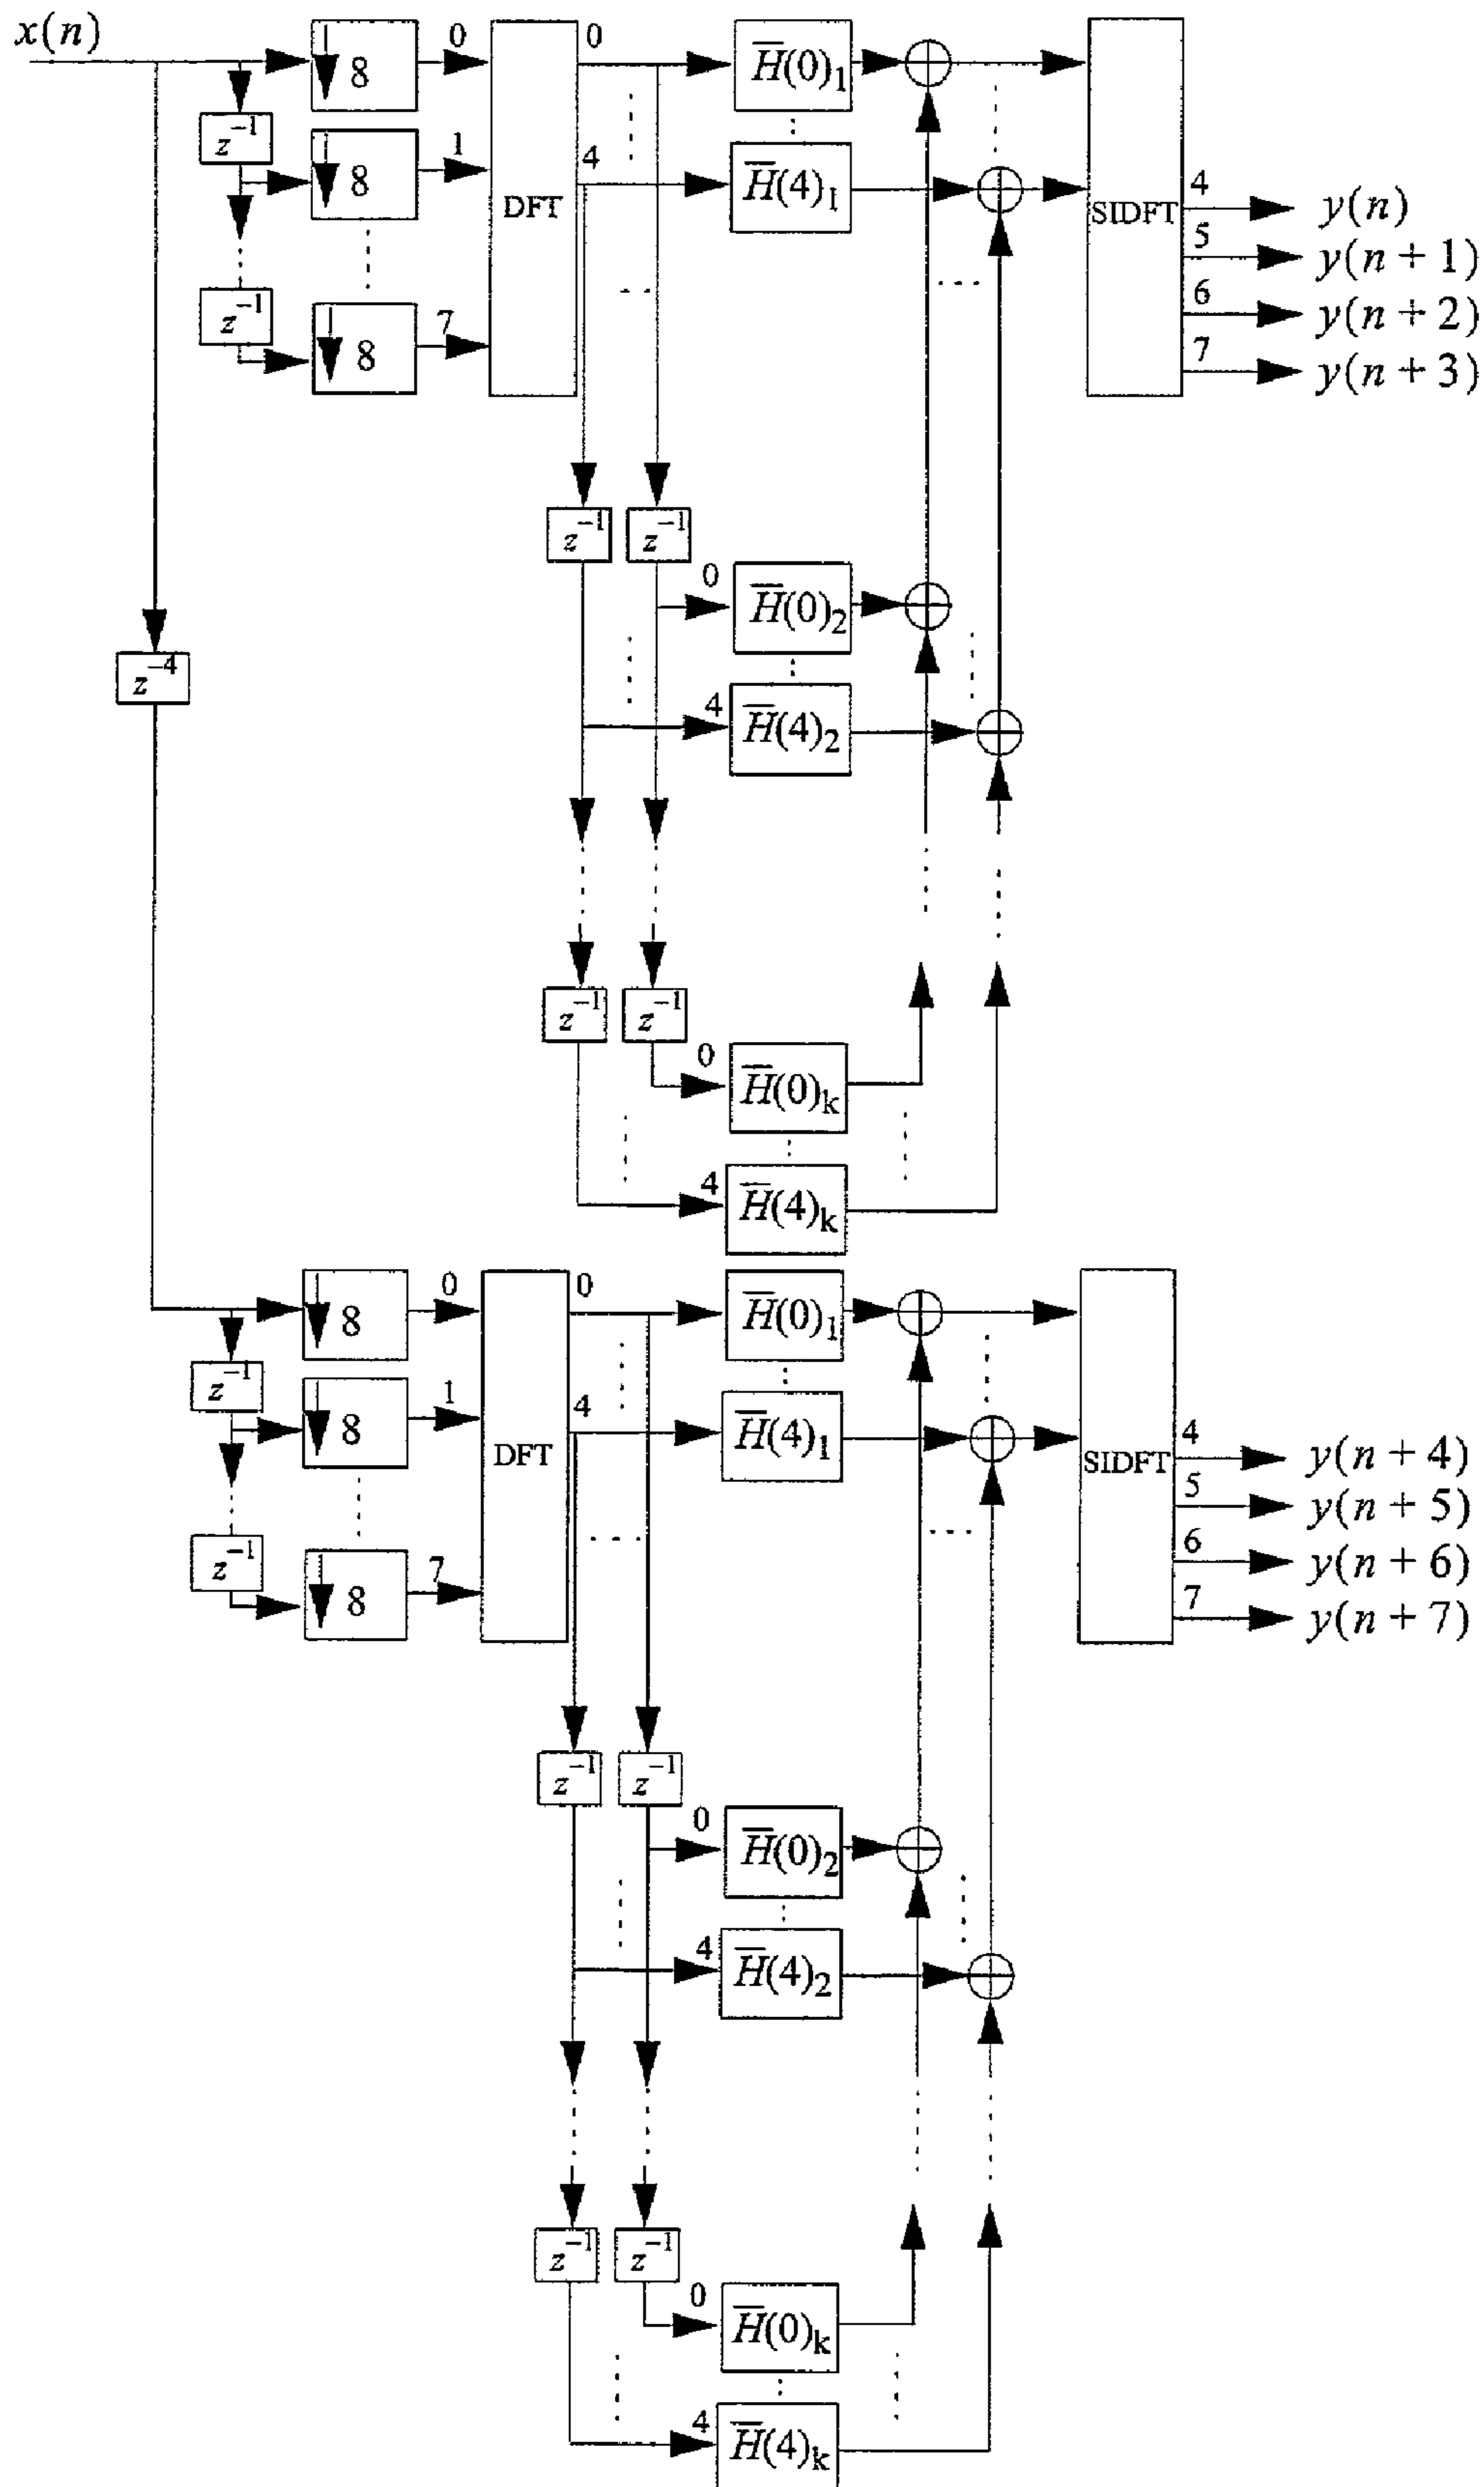 x(n)
8
0
0
H̅(0)₁
z⁻¹
8
1
4
H̅(4)₁
DFT
SIDFT
4
y(n)
5
y(n + 1)
z⁻¹
6
y(n + 2)
8
7
7
y(n + 3)
z⁻¹
z⁻¹
0
H̅(0)₂
z⁻⁴
4
H̅(4)₂
z⁻¹
z⁻¹
0
H̅(0)ₖ
4
H̅(4)ₖ
8
0
0
H̅(0)₁
z⁻¹
8
1
4
H̅(4)₁
DFT
SIDFT
4
y(n + 4)
5
y(n + 5)
z⁻¹
6
y(n + 6)
8
7
7
y(n + 7)
z⁻¹
z⁻¹
0
H̅(0)₂
4
H̅(4)₂
z⁻¹
z⁻¹
0
H̅(0)ₖ
4
H̅(4)ₖ